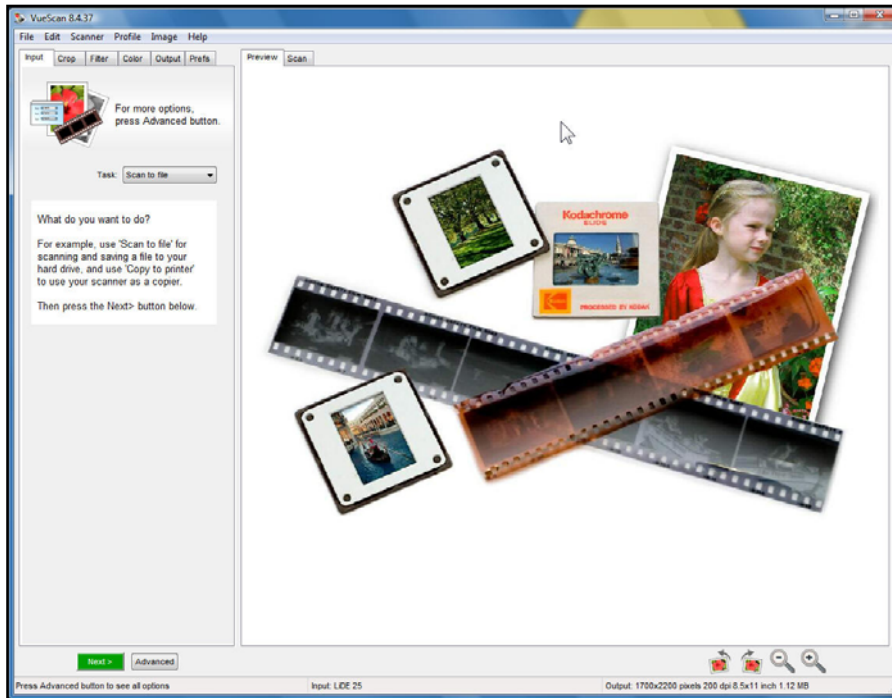 VueScan 8.4.37
File Edit Scanner Profile Image Help
Input Crop Filter Color Output Prefs
Preview Scan
For more options,
press Advanced button.
Task: Scan to file
What do you want to do?
For example, use 'Scan to file' for
scanning and saving a file to your
hard drive, and use 'Copy to printer'
to use your scanner as a copier.
Then press the Next> button below.
Kodachrome
SLIDE
PROCESSED BY KODAK
Next > Advanced
Press Advanced button to see all options
Input: LiDE 25
Output: 1700x2200 pixels 200 dpi 8.5x11 inch 1.12 MB